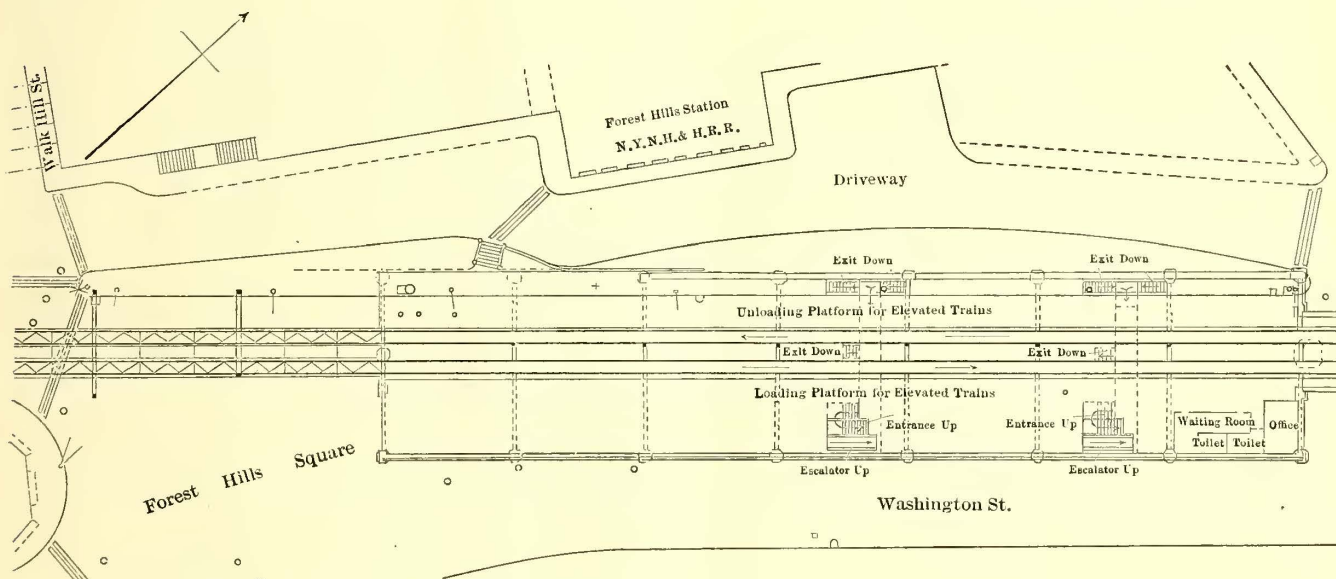 Walk Hill St.
Forest Hills Station
N.Y.N.H. & H.R.R.
Driveway
Exit Down
Exit Down
Unloading Platform for Elevated Trains
Exit Down
Exit Down
Loading Platform for Elevated Trains
Entrance Up
Entrance Up
Waiting Room
Office
Toilet
Toilet
Escalator Up
Escalator Up
Forest Hills Square
Washington St.